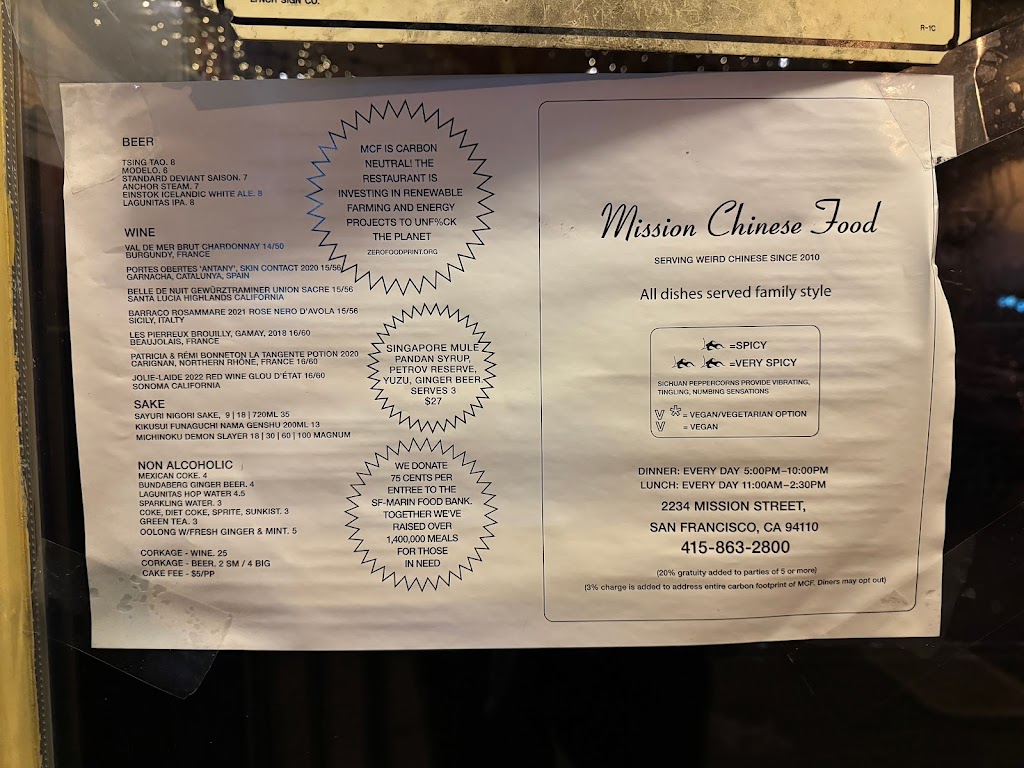 LYNCH SIGN CO.
R-1C
BEER
TSING TAO. 8
MODELO. 6
STANDARD DEVIANT SAISON. 7
ANCHOR STEAM. 7
EINSTOK ICELANDIC WHITE ALE. 8
LAGUNITAS IPA. 8
WINE
VAL DE MER BRUT CHARDONNAY 14/50
BURGUNDY, FRANCE
PORTES OBERTES 'ANTANY', SKIN CONTACT 2020 15/56
GARNACHA, CATALUNYA, SPAIN
BELLE DE NUIT GEWÜRZTRAMINER UNION SACRE 15/56
SANTA LUCIA HIGHLANDS CALIFORNIA
BARRACO ROSAMMARE 2021 ROSE NERO D'AVOLA 15/56
SICILY, ITALTY
LES PIERREUX BROUILLY, GAMAY, 2018 16/60
BEAUJOLAIS, FRANCE
PATRICIA & RÉMI BONNETON LA TANGENTE POTION 2020
CARIGNAN, NORTHERN RHÔNE, FRANCE 16/60
JOLIE-LAIDE 2022 RED WINE GLOU D'ÉTAT 16/60
SONOMA CALIFORNIA
SAKE
SAYURI NIGORI SAKE, 9 | 18 | 720ML 35
KIKUSUI FUNAGUCHI NAMA GENSHU 200ML 13
MICHINOKU DEMON SLAYER 18 | 30 | 60 | 100 MAGNUM
NON ALCOHOLIC
MEXICAN COKE. 4
BUNDABERG GINGER BEER. 4
LAGUNITAS HOP WATER 4.5
SPARKLING WATER. 3
COKE, DIET COKE, SPRITE, SUNKIST. 3
GREEN TEA. 3
OOLONG W/FRESH GINGER & MINT. 5
CORKAGE - WINE. 25
CORKAGE - BEER. 2 SM / 4 BIG
CAKE FEE - $5/PP
MCF IS CARBON
NEUTRAL! THE
RESTAURANT IS
INVESTING IN RENEWABLE
FARMING AND ENERGY
PROJECTS TO UNF%CK
THE PLANET
ZEROFOODPRINT.ORG
SINGAPORE MULE
PANDAN SYRUP,
PETROV RESERVE,
YUZU, GINGER BEER.
SERVES 3
$27
WE DONATE
75 CENTS PER
ENTREE TO THE
SF-MARIN FOOD BANK.
TOGETHER WE'VE
RAISED OVER
1,400,000 MEALS
FOR THOSE
IN NEED
Mission Chinese Food
SERVING WEIRD CHINESE SINCE 2010
All dishes served family style
=SPICY
=VERY SPICY
SICHUAN PEPPERCORNS PROVIDE VIBRATING,
TINGLING, NUMBING SENSATIONS
V* = VEGAN/VEGETARIAN OPTION
V = VEGAN
DINNER: EVERY DAY 5:00PM–10:00PM
LUNCH: EVERY DAY 11:00AM–2:30PM
2234 MISSION STREET,
SAN FRANCISCO, CA 94110
415-863-2800
(20% gratuity added to parties of 5 or more)
(3% charge is added to address entire carbon footprint of MCF. Diners may opt out)